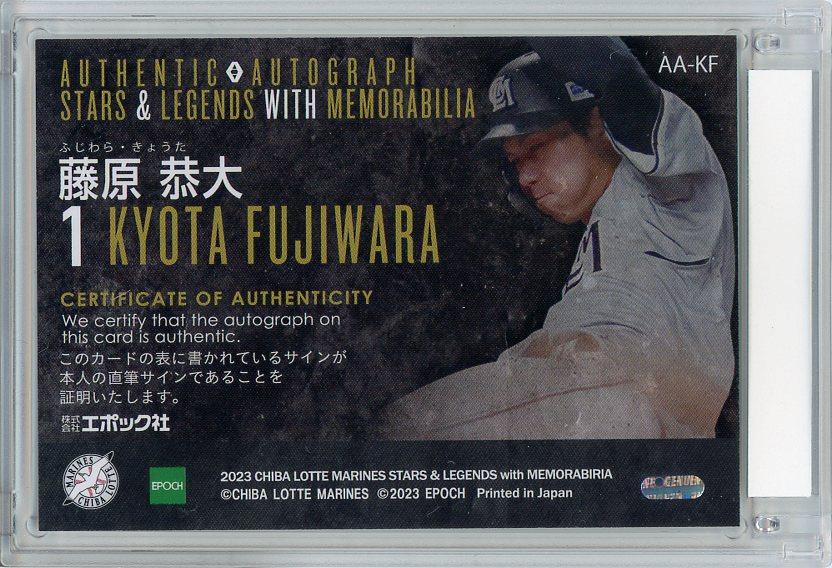 AUTHENTIC AUTOGRAPH
AA-KF
STARS & LEGENDS WITH MEMORABILIA
ふじわら・きょうた
藤原 恭大
1 KYOTA FUJIWARA
CERTIFICATE OF AUTHENTICITY
We certify that the autograph on
this card is authentic.
このカードの表に書かれているサインが
本人の直筆サインであることを
証明いたします。
株式会社エポック社
MARINES
CHIBA LOTTE
EPOCH
2023 CHIBA LOTTE MARINES STARS & LEGENDS with MEMORABIRIA
©CHIBA LOTTE MARINES ©2023 EPOCH Printed in Japan